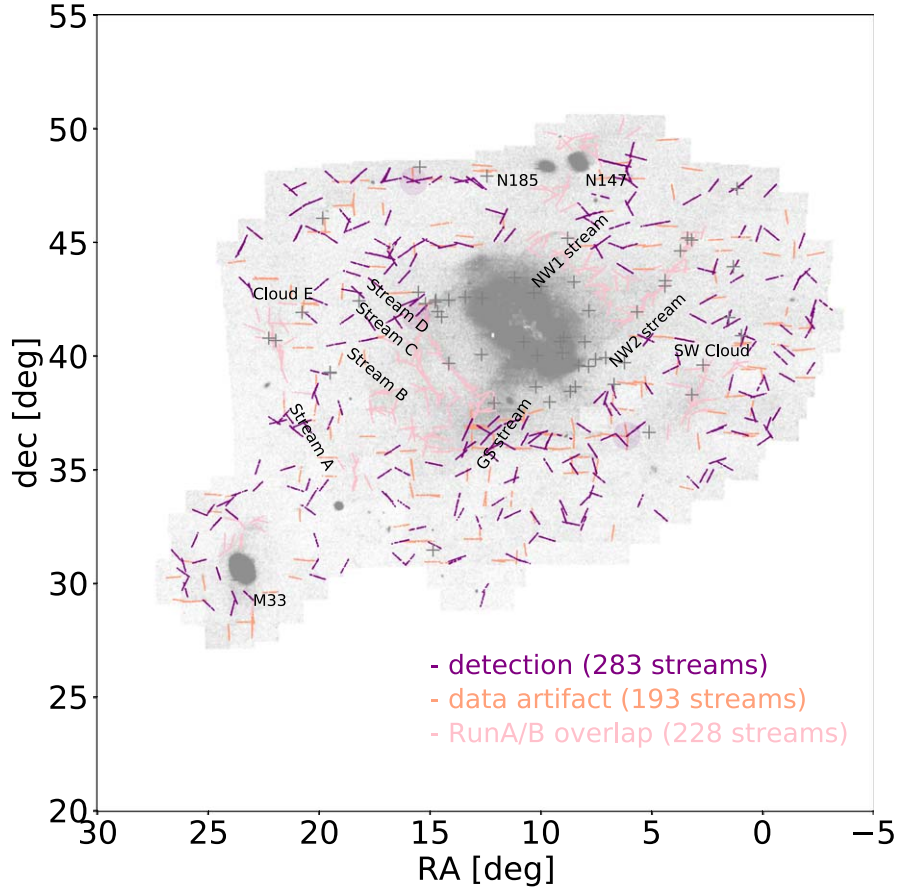 55
50
45
40
35
30
25
20
dec [deg]
N185
N147
NW1 stream
Cloud E
Stream D
Stream C
NW2 stream
SW Cloud
Stream B
GS stream
Stream A
M33
- detection (283 streams)
- data artifact (193 streams)
- RunA/B overlap (228 streams)
30 25 20 15 10 5 0 −5
RA [deg]